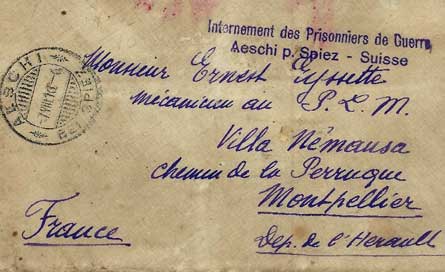 Internement des Prisonniers de Guerre
Aeschi p. Spiez - Suisse
AESCHI
Monsieur Ernest Eyssette
mécanicien au P. L. M.
Villa Némausa
chemin de la Perruque
Montpellier
France
Dep. de l'Herault